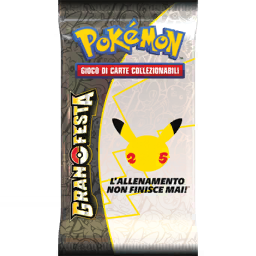 POKÉMON
GIOCO DI CARTE COLLEZIONABILI
GRAN FESTA
25
L'ALLENAMENTO
NON FINISCE MAI!